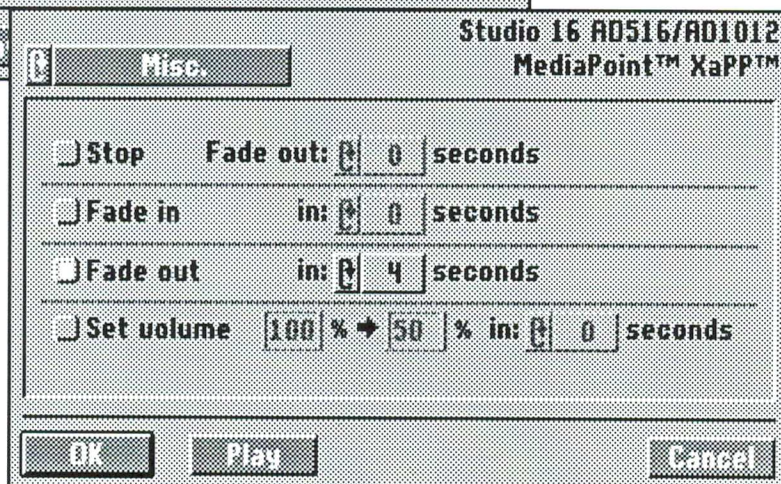 Studio 16 AD516/AD1012
Misc.
MediaPoint™ XaPP™
Stop Fade out: 0 seconds
Fade in in: 0 seconds
Fade out in: 4 seconds
Set volume 100 % ➔ 50 % in: 0 seconds
OK Play Cancel